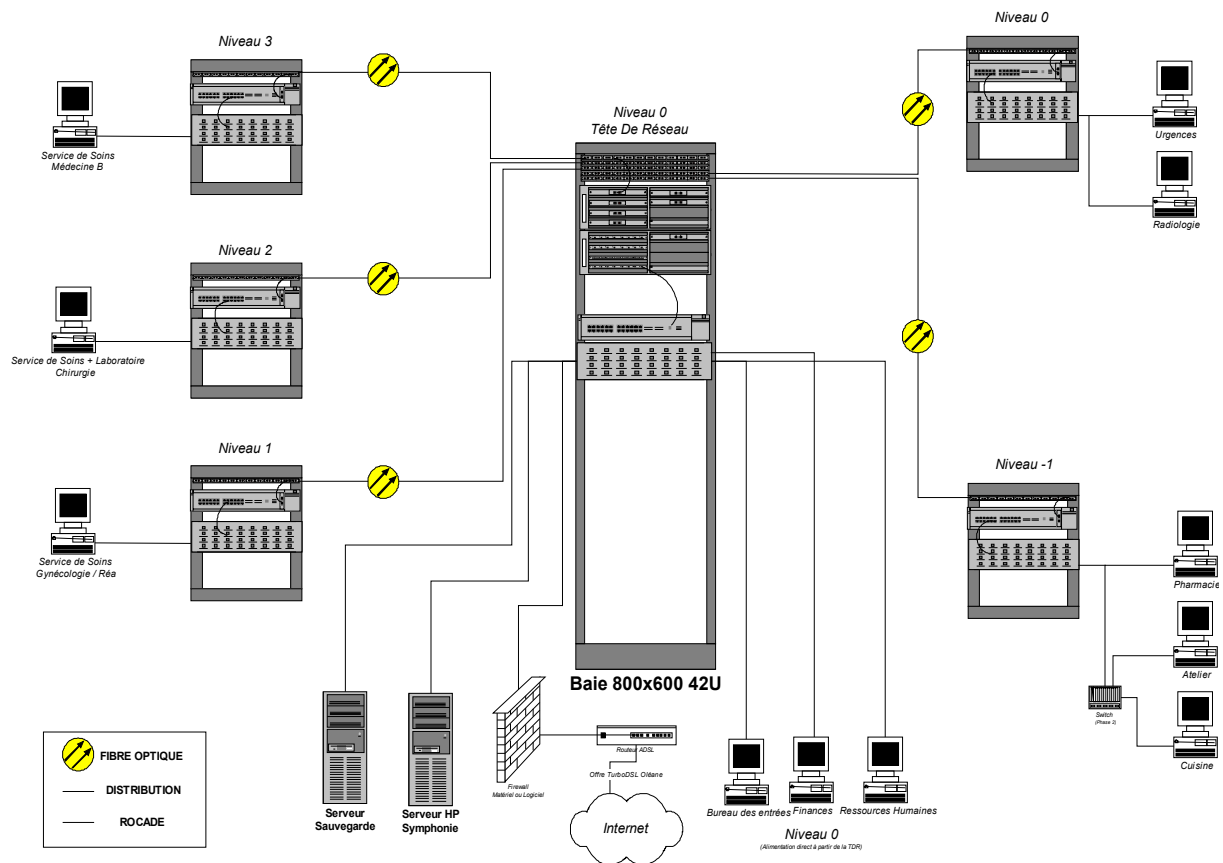 Niveau 3
Service de Soins
Médecine B
Niveau 2
Service de Soins + Laboratoire
Chirurgie
Niveau 1
Service de Soins
Gynécologie / Réa
Niveau 0
Tête De Réseau
Baie 800x600 42U
Niveau 0
Urgences
Radiologie
Niveau -1
Pharmacie
Atelier
Switch
(Phase 2)
Cuisine
FIBRE OPTIQUE
DISTRIBUTION
ROCADE
Serveur
Sauvegarde
Serveur HP
Symphonie
Firewall
Matériel ou Logiciel
Routeur ADSL
Offre TurboDSL Oléane
Internet
Bureau des entrées
Finances
Ressources Humaines
Niveau 0
(Alimentation direct à partir de la TDR)